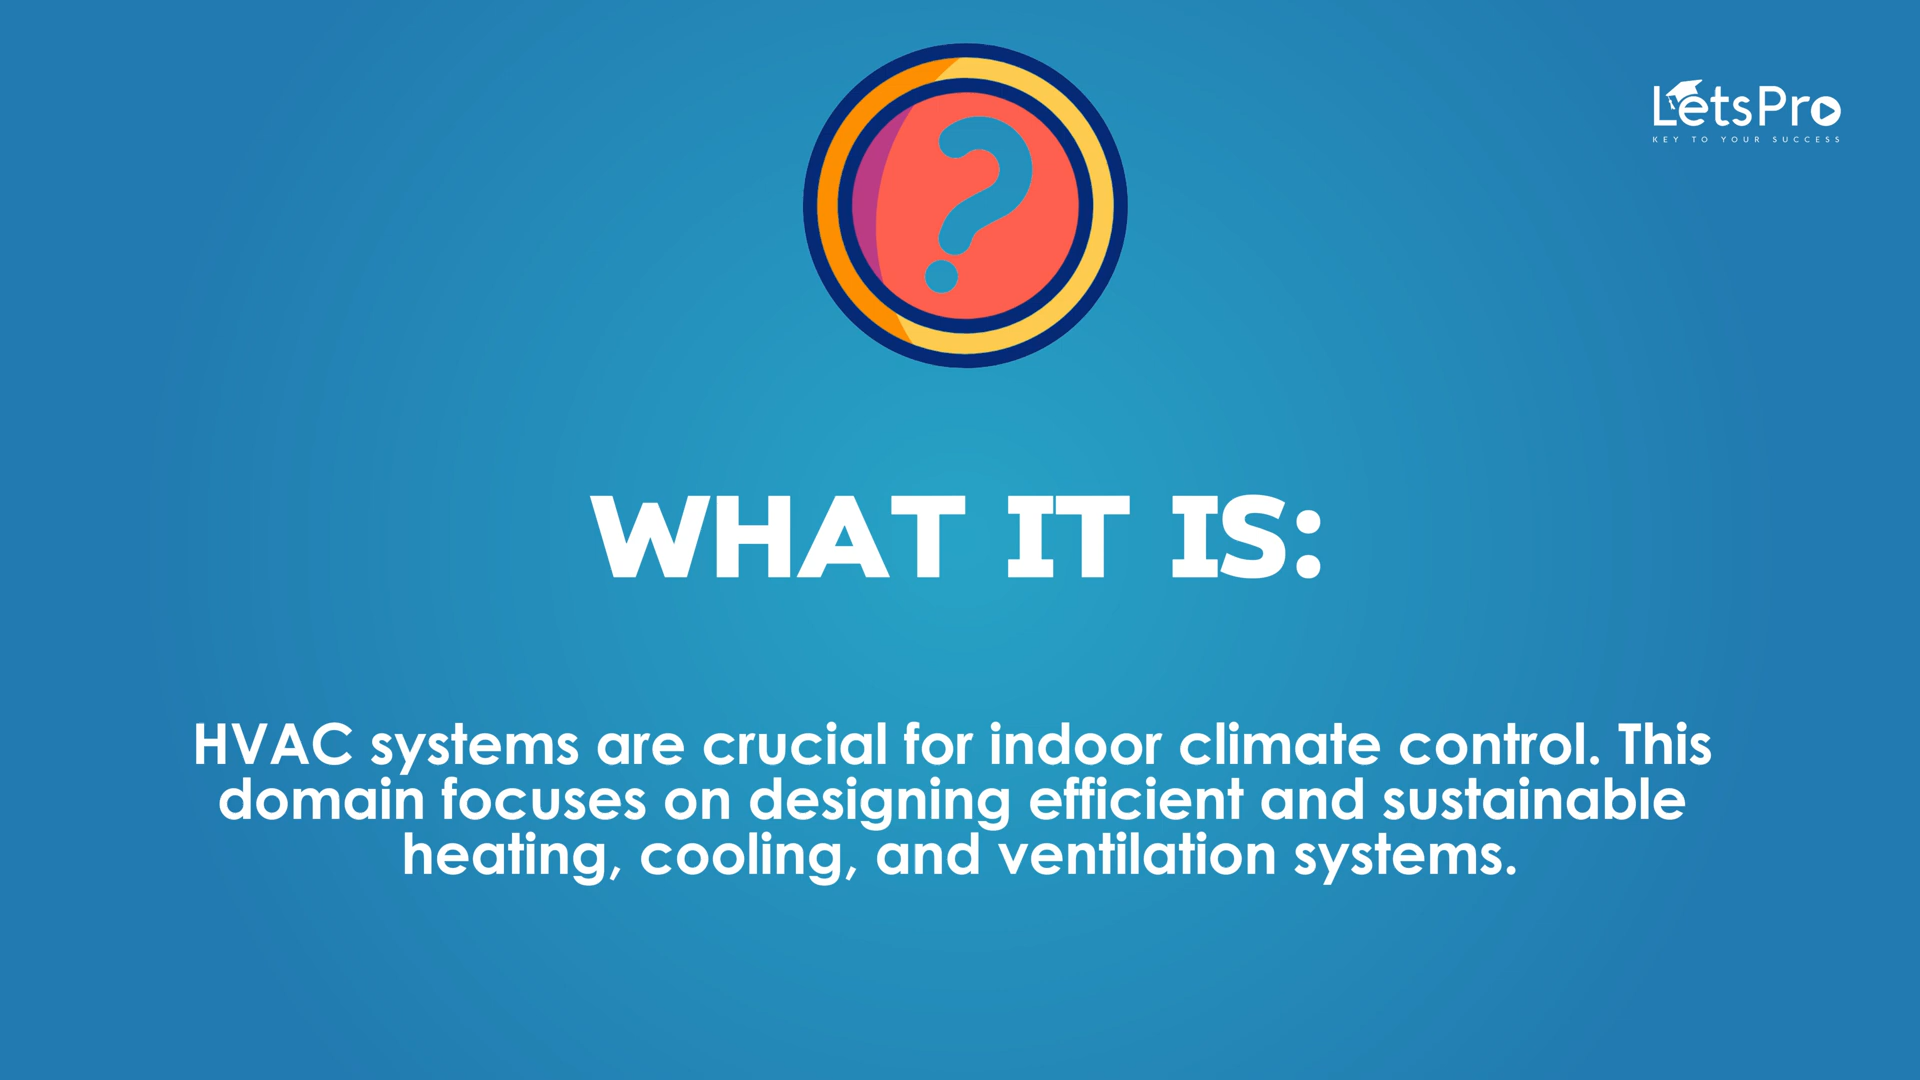 LetsPro
KEY TO YOUR SUCCESS
WHAT IT IS:
HVAC systems are crucial for indoor climate control. This
domain focuses on designing efficient and sustainable
heating, cooling, and ventilation systems.